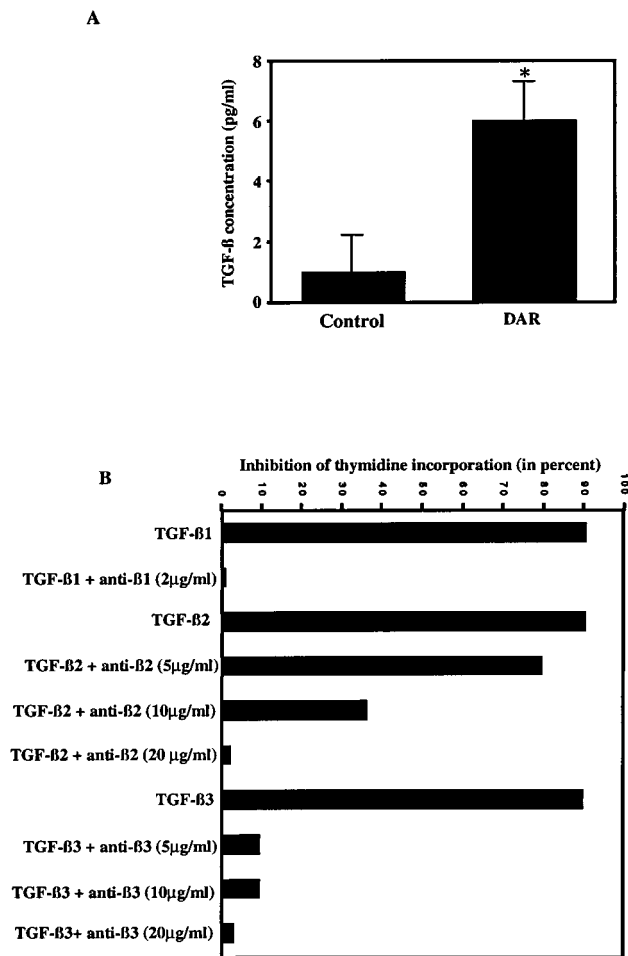 A
TGF-ß concentration (pg/ml)
8
6
4
2
0
*
Control
DAR
B
Inhibition of thymidine incorporation (in percent)
0 10 20 30 40 50 60 70 80 90 100
TGF-ß1
TGF-ß1 + anti-ß1 (2µg/ml)
TGF-ß2
TGF-ß2 + anti-ß2 (5µg/ml)
TGF-ß2 + anti-ß2 (10µg/ml)
TGF-ß2 + anti-ß2 (20 µg/ml)
TGF-ß3
TGF-ß3 + anti-ß3 (5µg/ml)
TGF-ß3 + anti-ß3 (10µg/ml)
TGF-ß3+ anti-ß3 (20µg/ml)